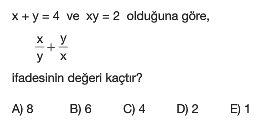 x + y = 4 ve xy = 2 olduğuna göre,
x/y + y/x
ifadesinin değeri kaçtır?
A) 8 B) 6 C) 4 D) 2 E) 1